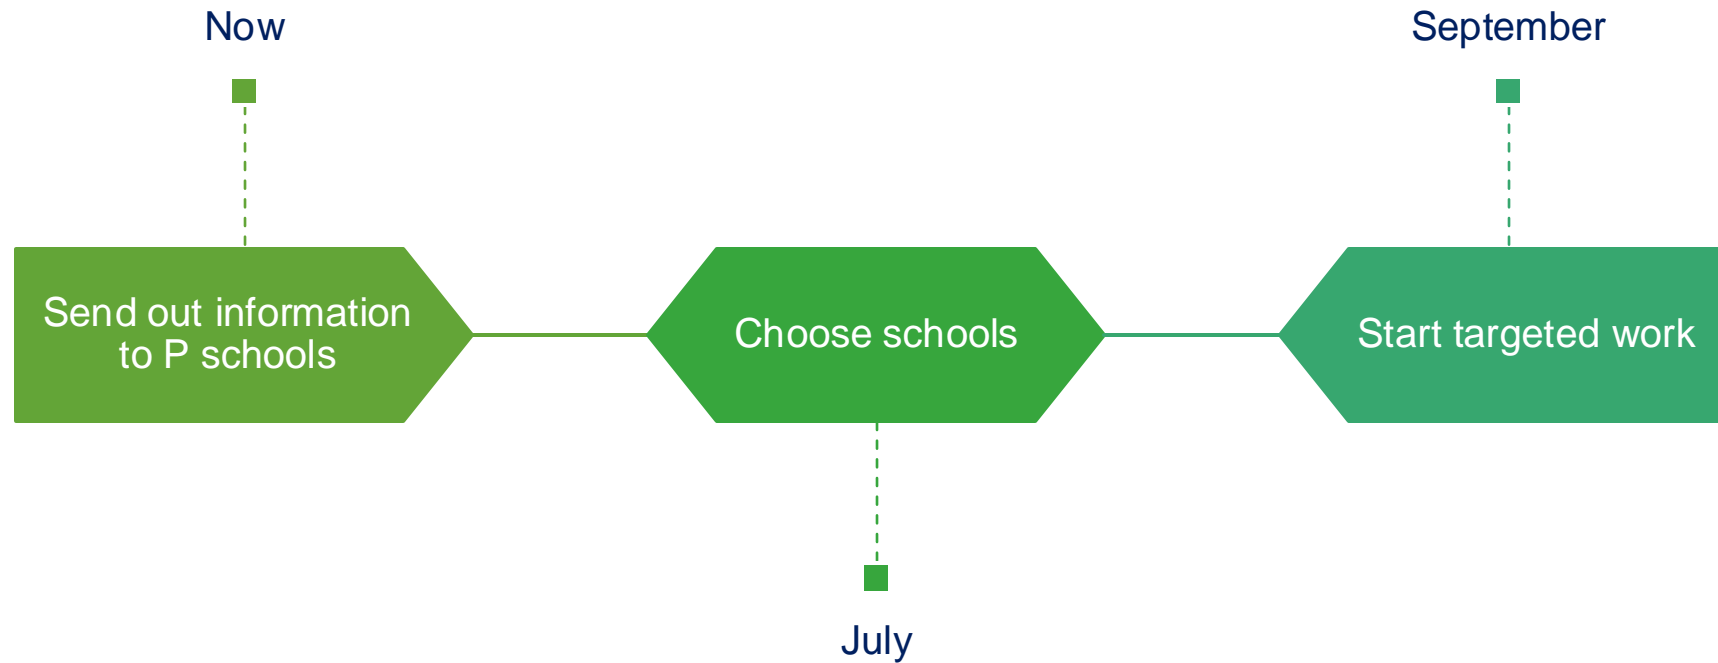 Now
September
Send out information
to P schools
Choose schools
Start targeted work
July